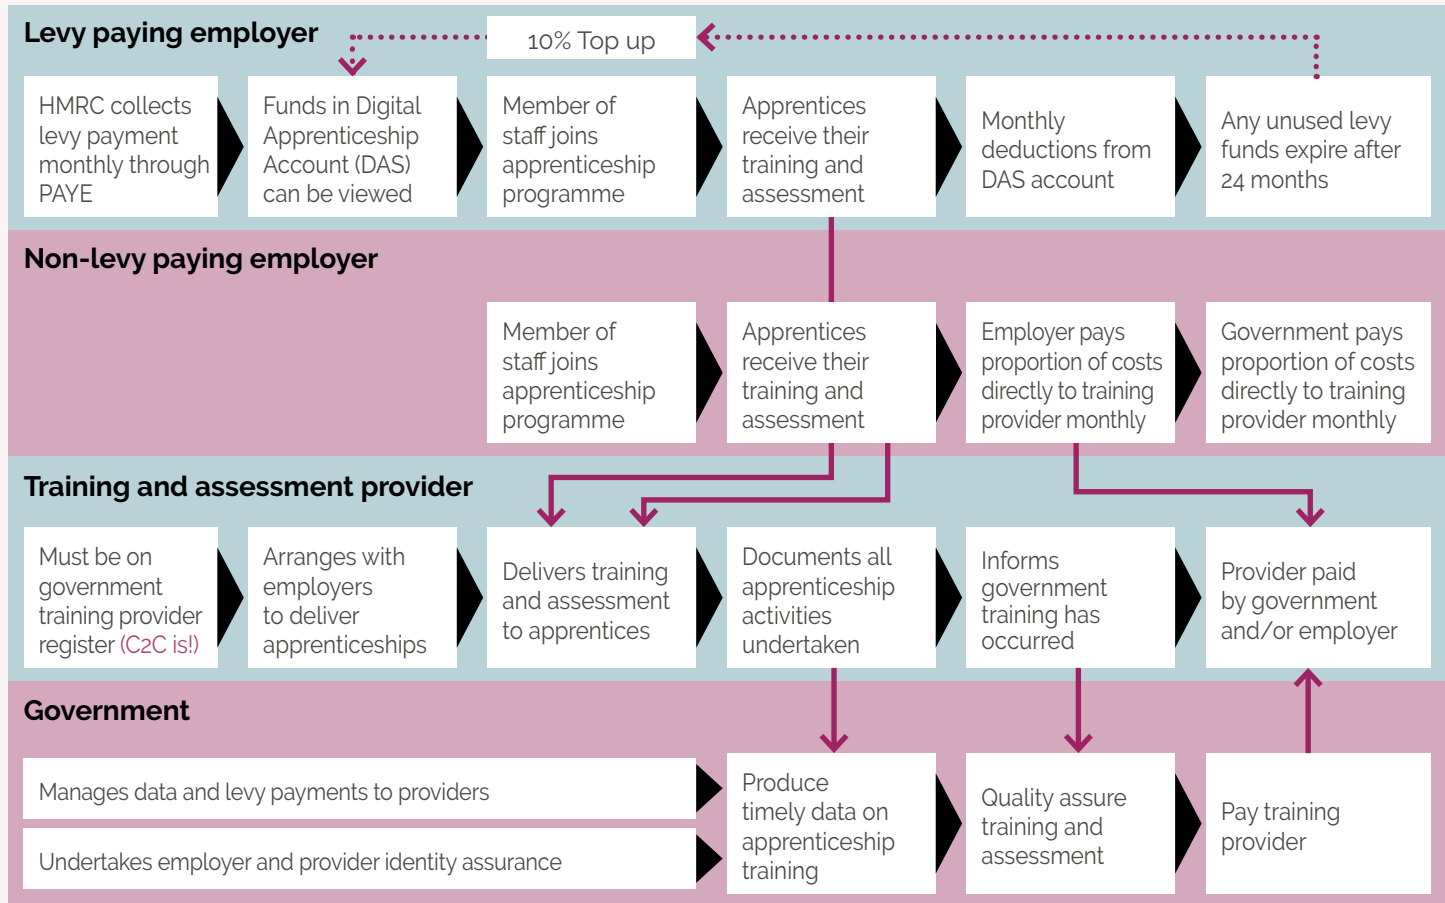 Levy paying employer
10% Top up
HMRC collects
levy payment
monthly through
PAYE
Funds in Digital
Apprenticeship
Account (DAS)
can be viewed
Member of
staff joins
apprenticeship
programme
Apprentices
receive their
training and
assessment
Monthly
deductions from
DAS account
Any unused levy
funds expire after
24 months
Non-levy paying employer
Member of
staff joins
apprenticeship
programme
Apprentices
receive their
training and
assessment
Employer pays
proportion of costs
directly to training
provider monthly
Government pays
proportion of costs
directly to training
provider monthly
Training and assessment provider
Must be on
government
training provider
register (C2C is!)
Arranges with
employers
to deliver
apprenticeships
Delivers training
and assessment
to apprentices
Documents all
apprenticeship
activities
undertaken
Informs
government
training has
occurred
Provider paid
by government
and/or employer
Government
Manages data and levy payments to providers
Undertakes employer and provider identity assurance
Produce
timely data on
apprenticeship
training
Quality assure
training and
assessment
Pay training
provider